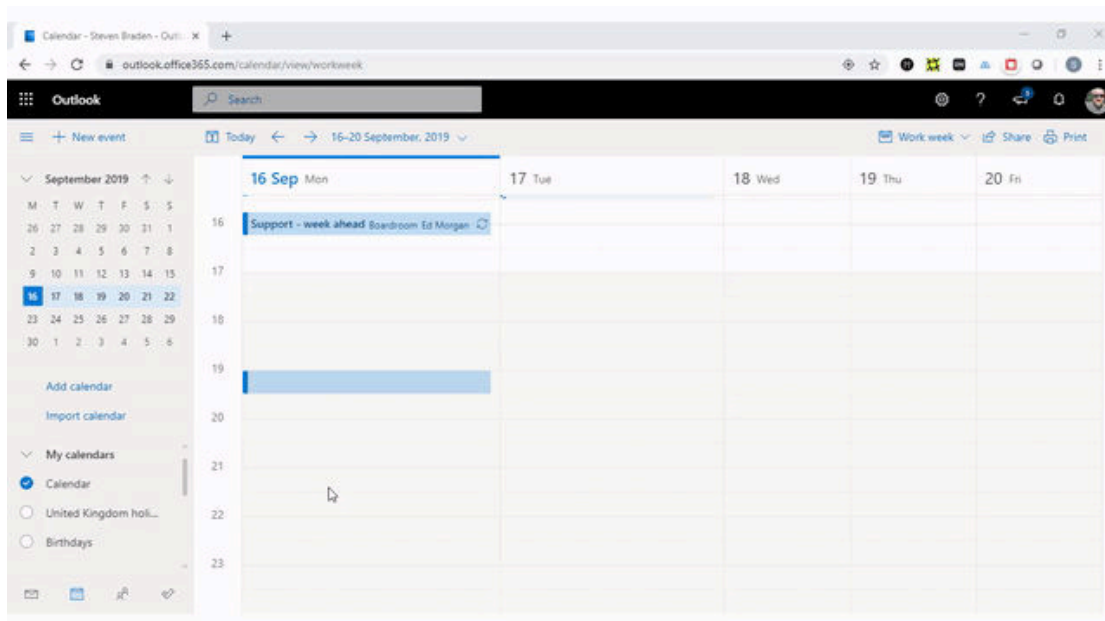 Calendar - Steven Braden - Out
outlook.office365.com/calendar/view/workweek
Outlook
Search
New event
Today
16–20 September, 2019
Work week
Share
Print
September 2019
M T W T F S S
26 27 28 29 30 31 1
2 3 4 5 6 7 8
9 10 11 12 13 14 15
16 17 18 19 20 21 22
23 24 25 26 27 28 29
30 1 2 3 4 5 6
Add calendar
Import calendar
My calendars
Calendar
United Kingdom holi...
Birthdays
16 Sep Mon
17 Tue
18 Wed
19 Thu
20 Fri
16
Support - week ahead Boardroom Ed Morgan
17
18
19
20
21
22
23